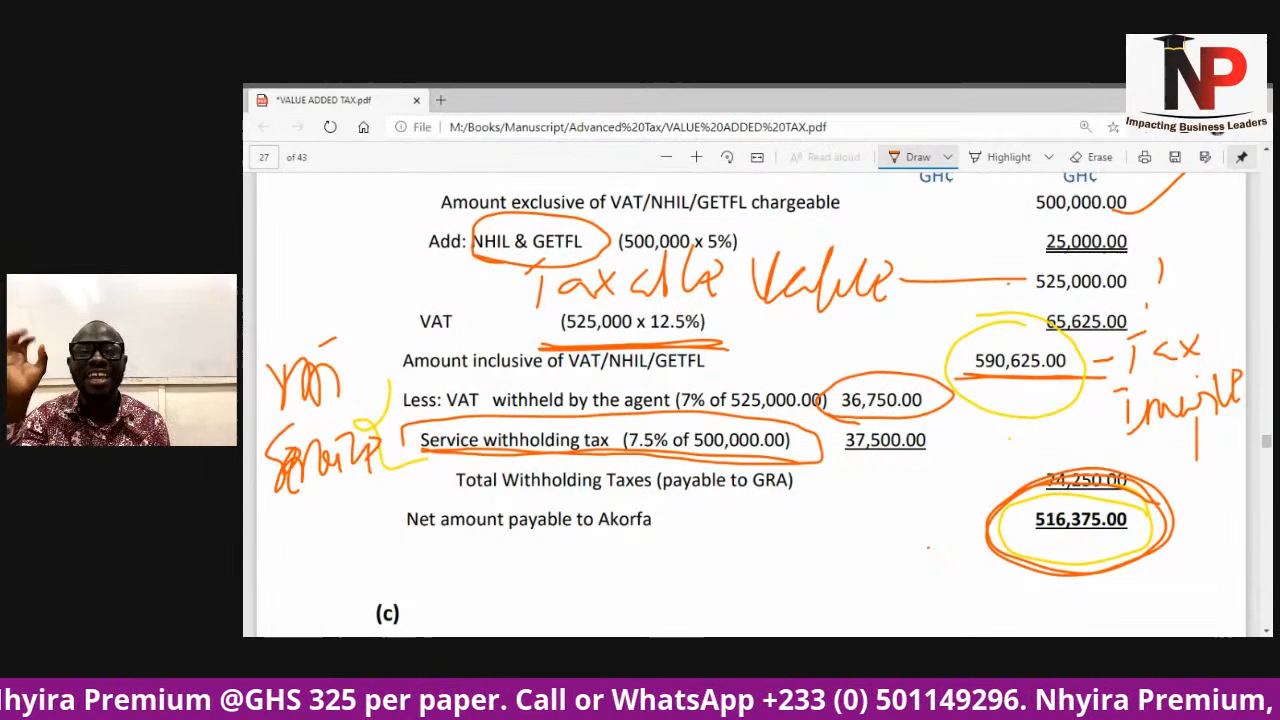 NP
Impacting Business Leaders
*VALUE ADDED TAX.pdf
File M:/Books/Manuscript/Advanced%20Tax/VALUE%20ADDED%20TAX.pdf
27 of 43 Read aloud Draw Highlight Erase
GH¢ GH¢
Amount exclusive of VAT/NHIL/GETFL chargeable 500,000.00
Add: NHIL & GETFL (500,000 x 5%) 25,000.00
Taxable Value 525,000.00
VAT (525,000 x 12.5%) 65,625.00
Amount inclusive of VAT/NHIL/GETFL 590,625.00 Tax
Less: VAT withheld by the agent (7% of 525,000.00) 36,750.00
Service withholding tax (7.5% of 500,000.00) 37,500.00
Total Withholding Taxes (payable to GRA) 74,250.00
Net amount payable to Akorfa 516,375.00
(c)
Nhyira Premium @GHS 325 per paper. Call or WhatsApp +233 (0) 501149296. Nhyira Premium,